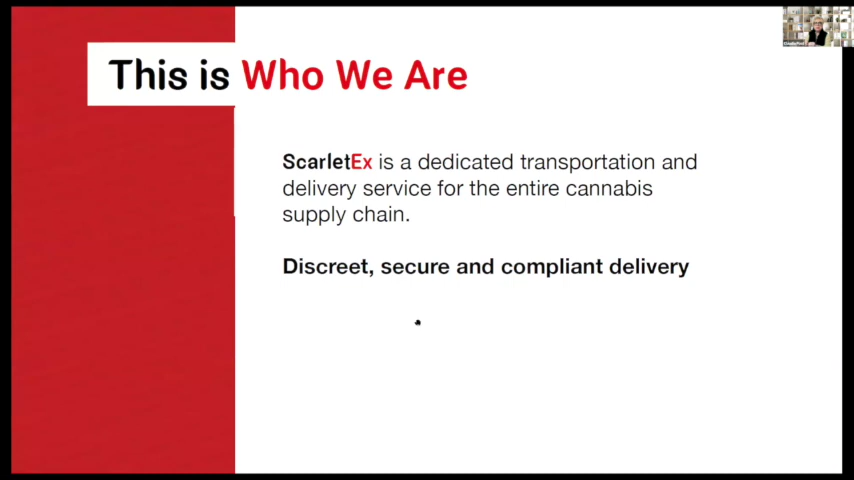 This is Who We Are
ScarletEx is a dedicated transportation and
delivery service for the entire cannabis
supply chain.
Discreet, secure and compliant delivery